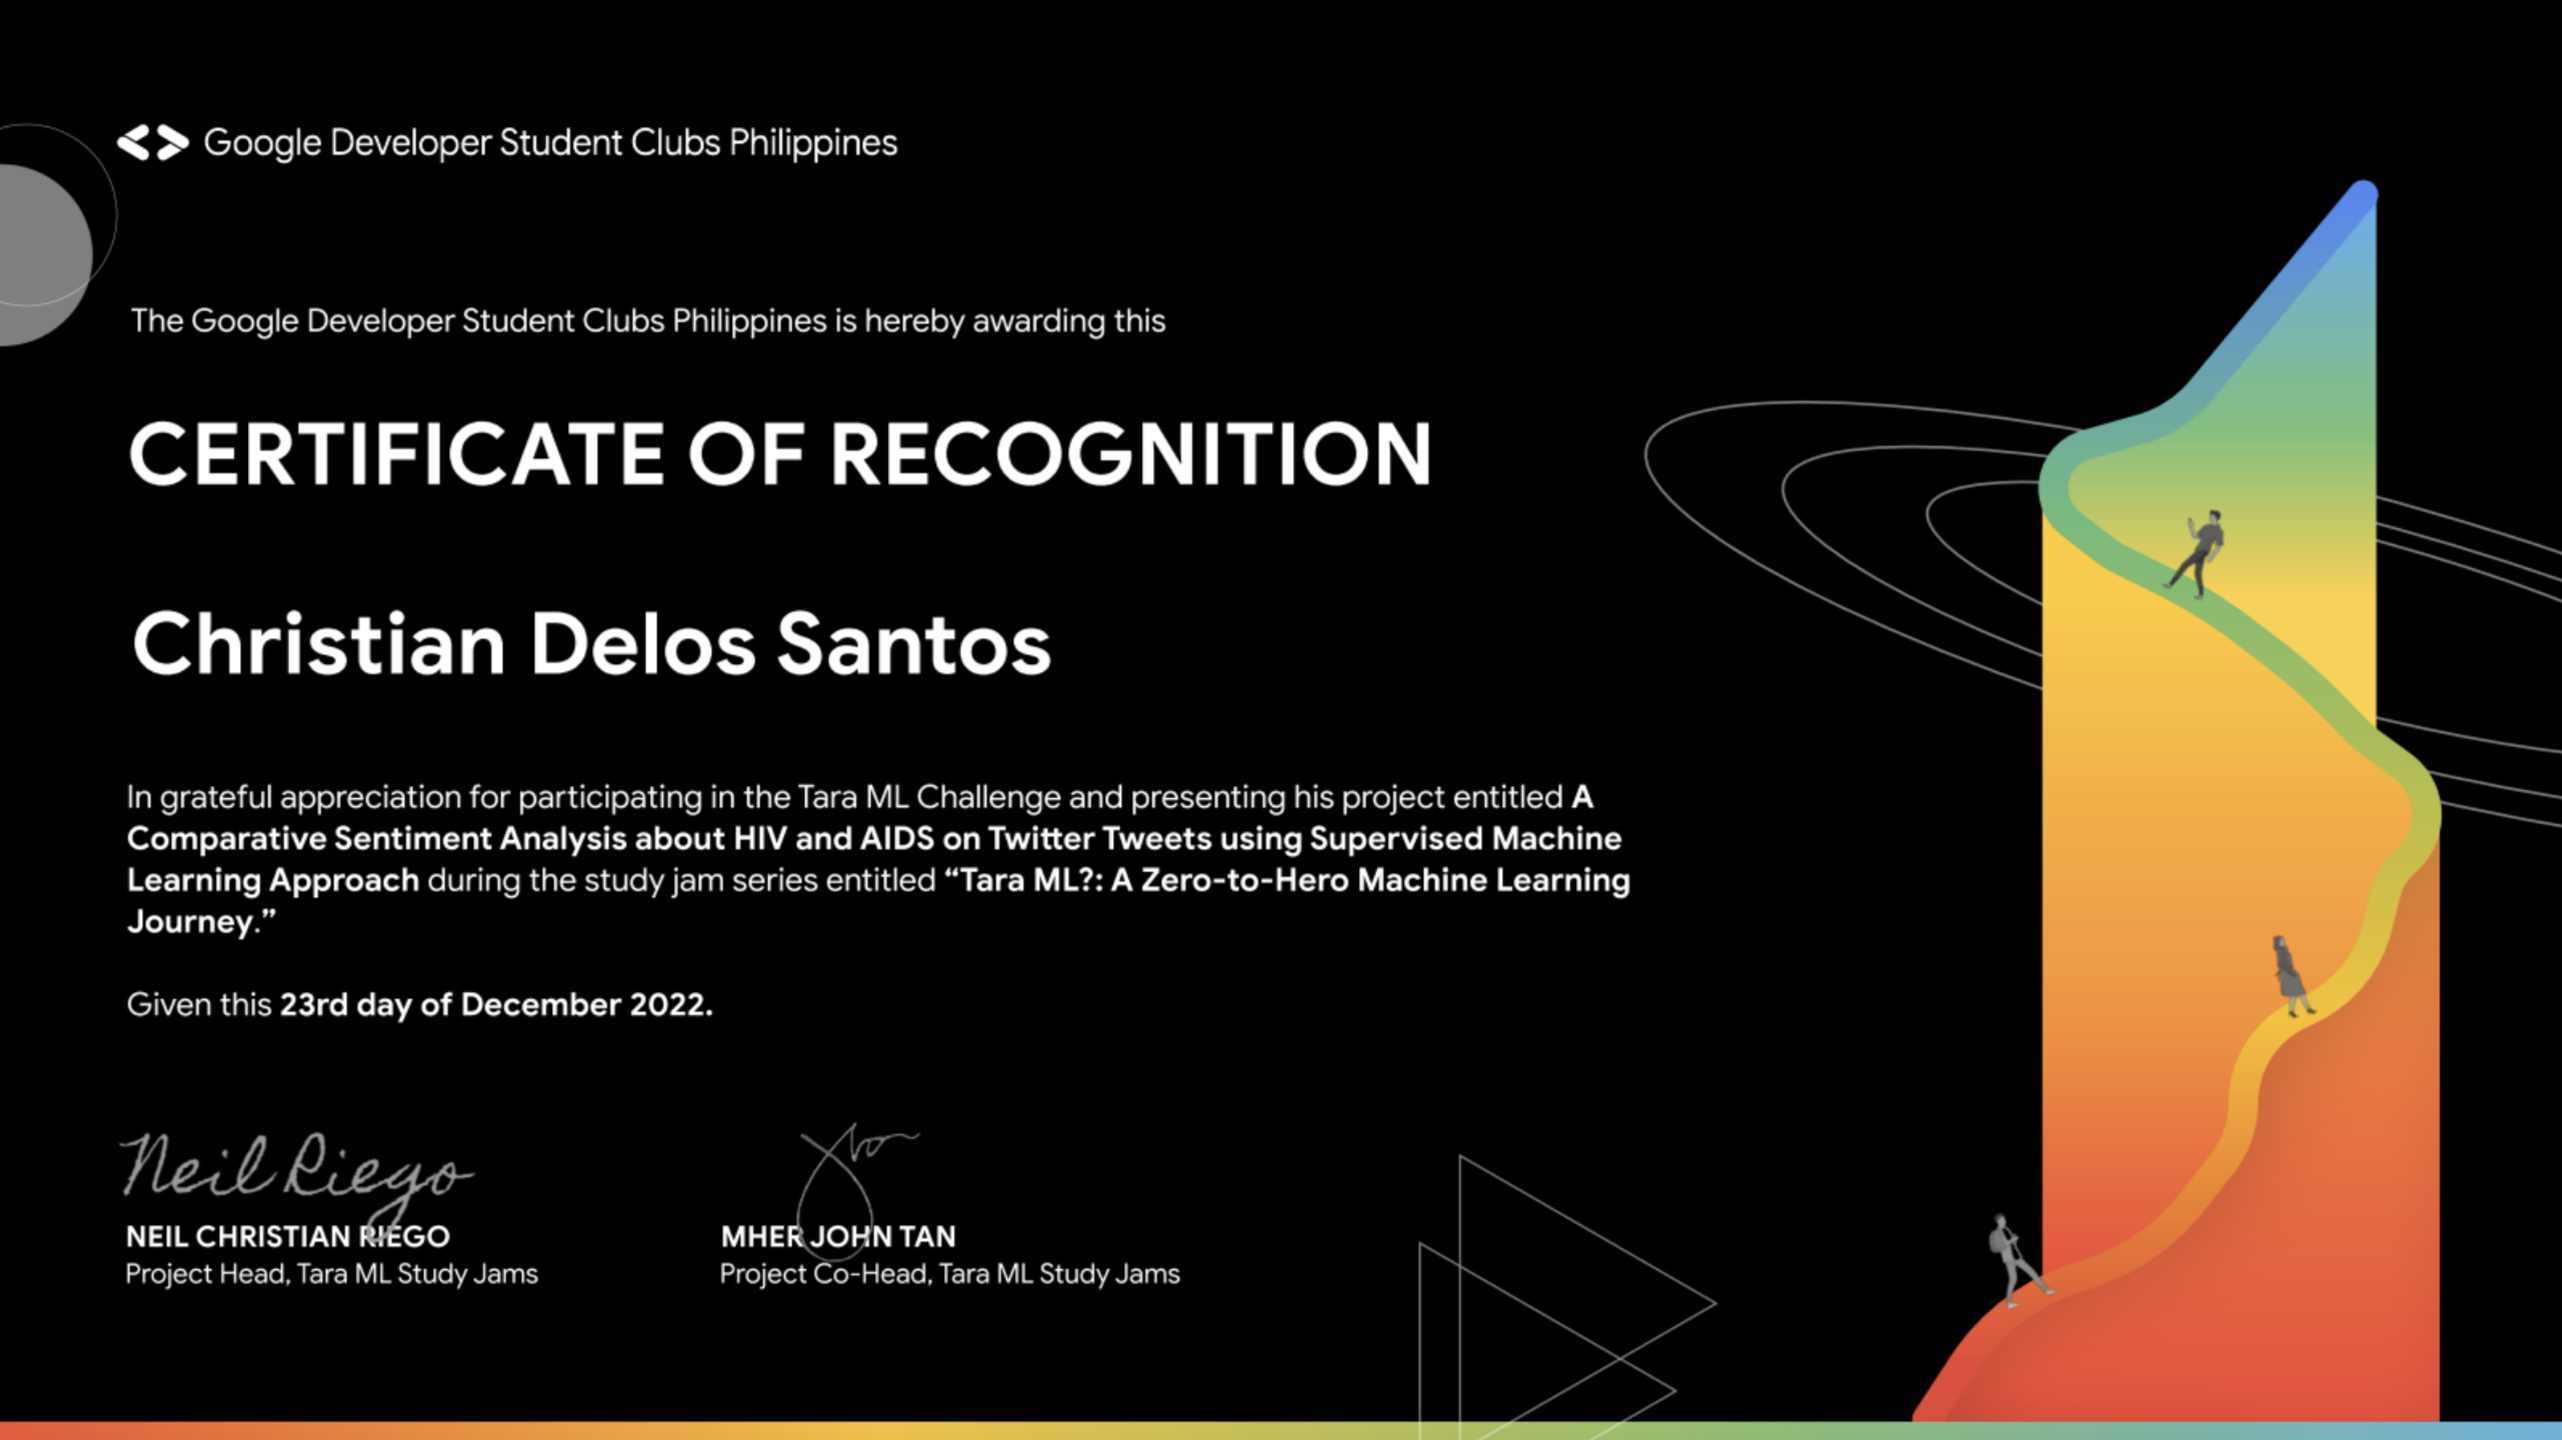 Google Developer Student Clubs Philippines
The Google Developer Student Clubs Philippines is hereby awarding this
CERTIFICATE OF RECOGNITION
Christian Delos Santos
In grateful appreciation for participating in the Tara ML Challenge and presenting his project entitled A
Comparative Sentiment Analysis about HIV and AIDS on Twitter Tweets using Supervised Machine
Learning Approach during the study jam series entitled “Tara ML?: A Zero-to-Hero Machine Learning
Journey.”
Given this 23rd day of December 2022.
Neil Riego
NEIL CHRISTIAN RIEGO
Project Head, Tara ML Study Jams
MHER JOHN TAN
Project Co-Head, Tara ML Study Jams